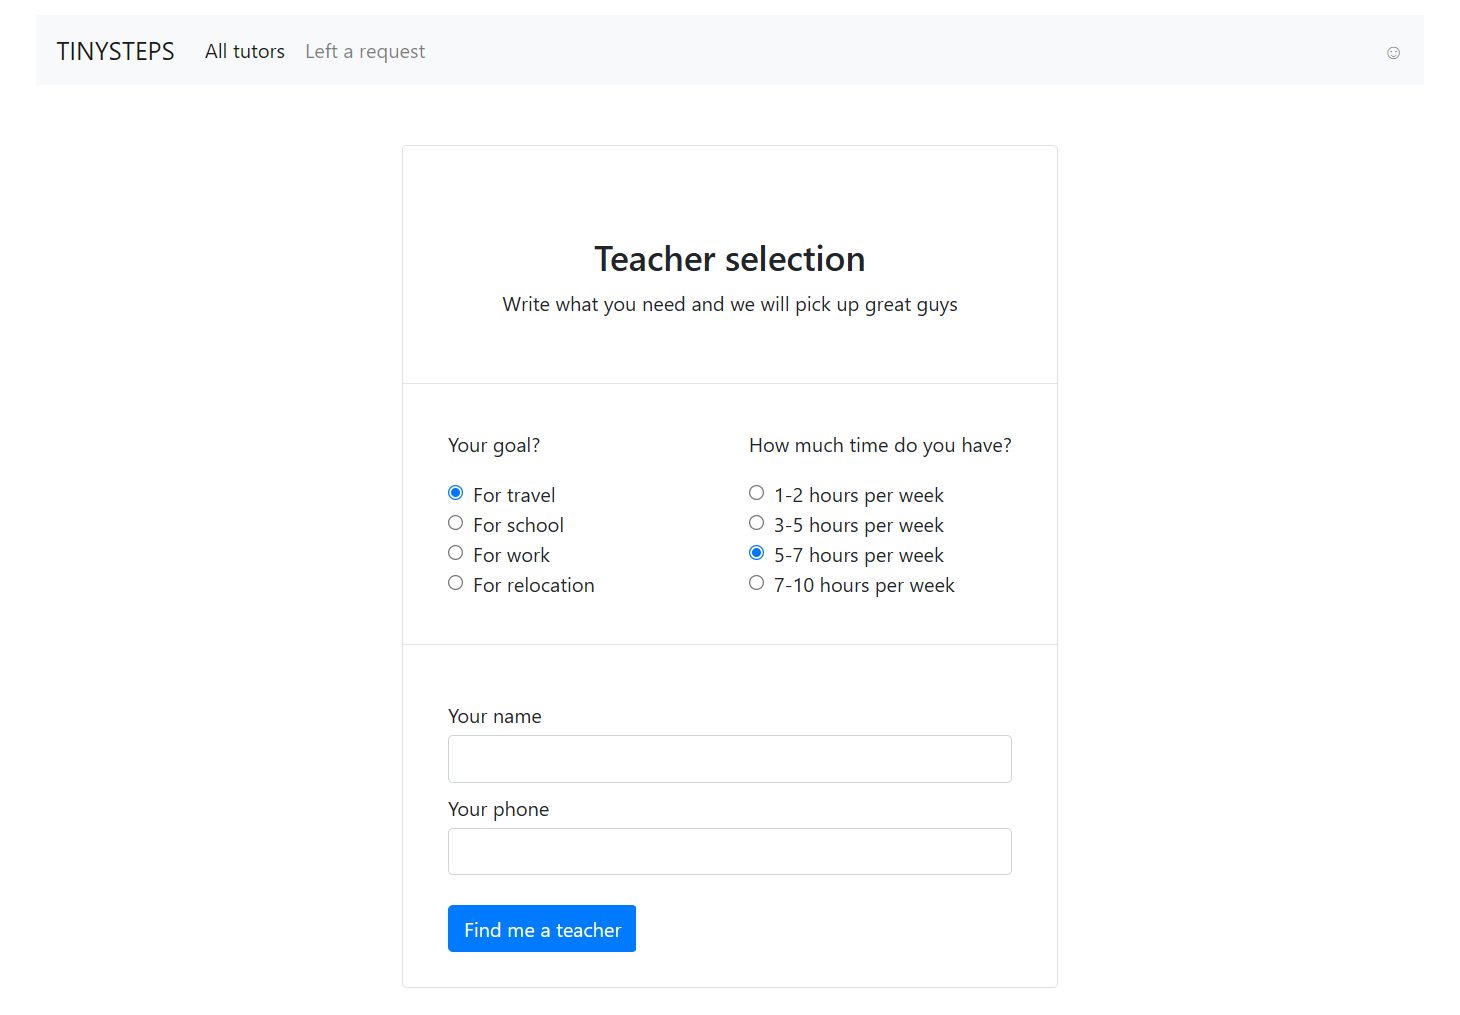 TINYSTEPS All tutors Left a request ☺
Teacher selection
Write what you need and we will pick up great guys
Your goal?
For travel
For school
For work
For relocation
How much time do you have?
1-2 hours per week
3-5 hours per week
5-7 hours per week
7-10 hours per week
Your name
Your phone
Find me a teacher